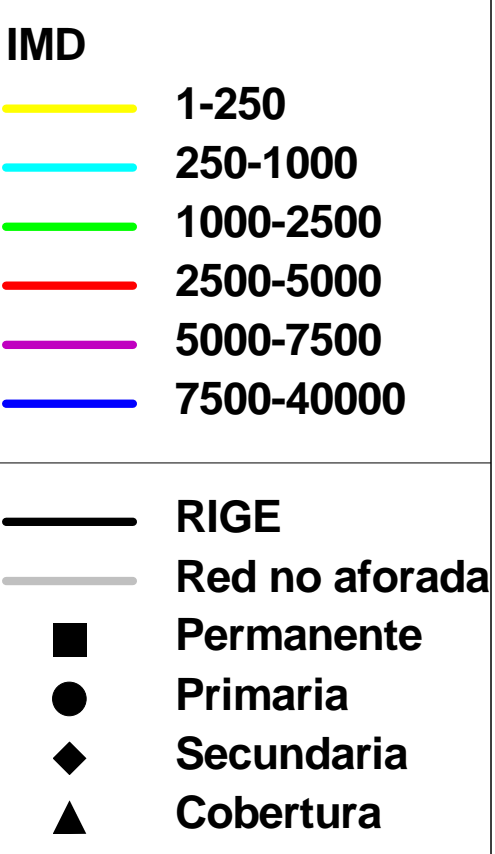 IMD
1-250
250-1000
1000-2500
2500-5000
5000-7500
7500-40000
RIGE
Red no aforada
Permanente
Primaria
Secundaria
Cobertura